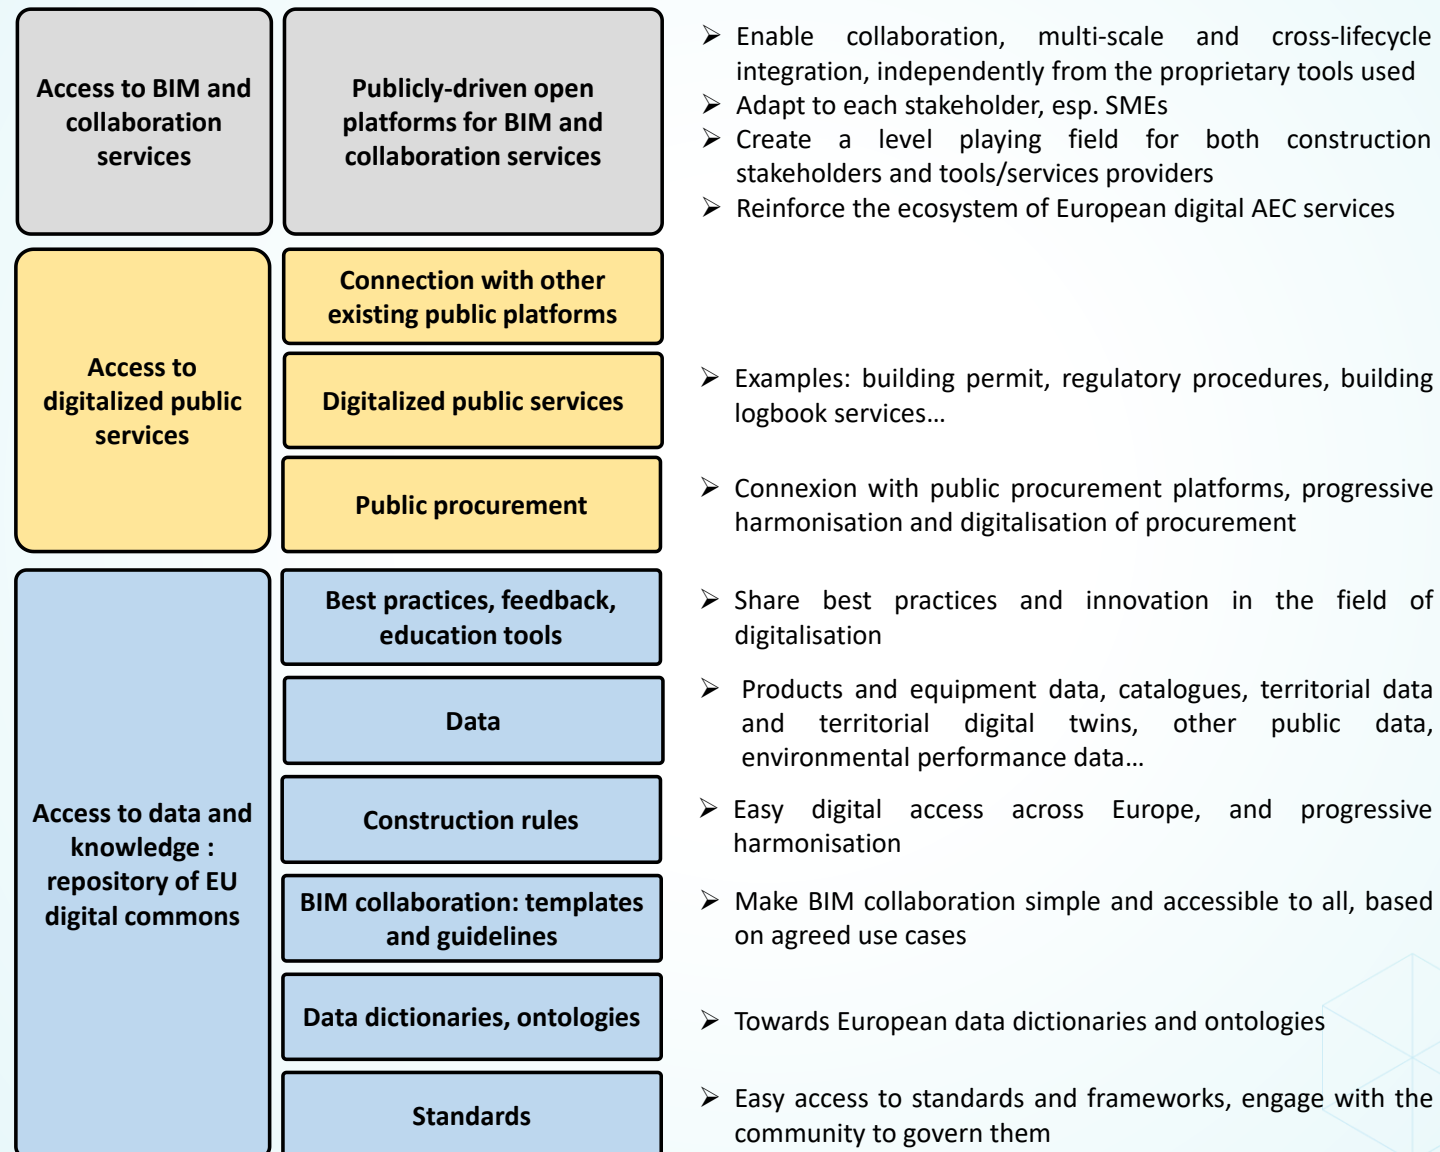 Access to BIM and
collaboration
services
Publicly-driven open
platforms for BIM and
collaboration services
➢ Enable collaboration, multi-scale and cross-lifecycle
integration, independently from the proprietary tools used
➢ Adapt to each stakeholder, esp. SMEs
➢ Create a level playing field for both construction
stakeholders and tools/services providers
➢ Reinforce the ecosystem of European digital AEC services
Access to
digitalized public
services
Connection with other
existing public platforms
Digitalized public services
➢ Examples: building permit, regulatory procedures, building
logbook services…
Public procurement
➢ Connexion with public procurement platforms, progressive
harmonisation and digitalisation of procurement
Access to data and
knowledge :
repository of EU
digital commons
Best practices, feedback,
education tools
➢ Share best practices and innovation in the field of
digitalisation
Data
➢ Products and equipment data, catalogues, territorial data
and territorial digital twins, other public data,
environmental performance data…
Construction rules
➢ Easy digital access across Europe, and progressive
harmonisation
BIM collaboration: templates
and guidelines
➢ Make BIM collaboration simple and accessible to all, based
on agreed use cases
Data dictionaries, ontologies
➢ Towards European data dictionaries and ontologies
Standards
➢ Easy access to standards and frameworks, engage with the
community to govern them